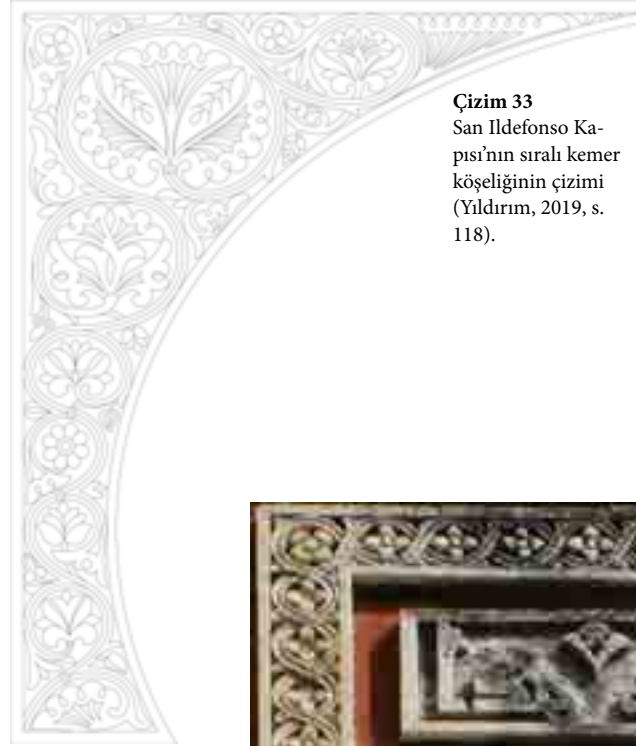 Çizim 33
San Ildefonso Ka-
pısı’nın sıralı kemer
köşeliğinin çizimi
(Yıldırım, 2019, s.
118).